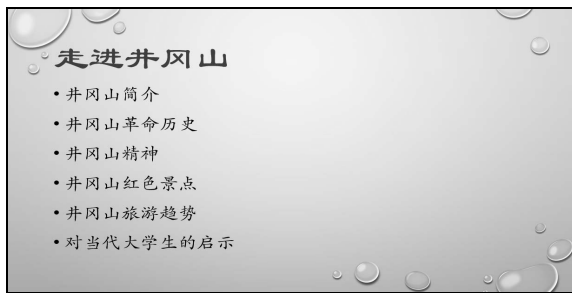 走进井冈山
•井冈山简介
•井冈山革命历史
•井冈山精神
•井冈山红色景点
•井冈山旅游趋势
•对当代大学生的启示